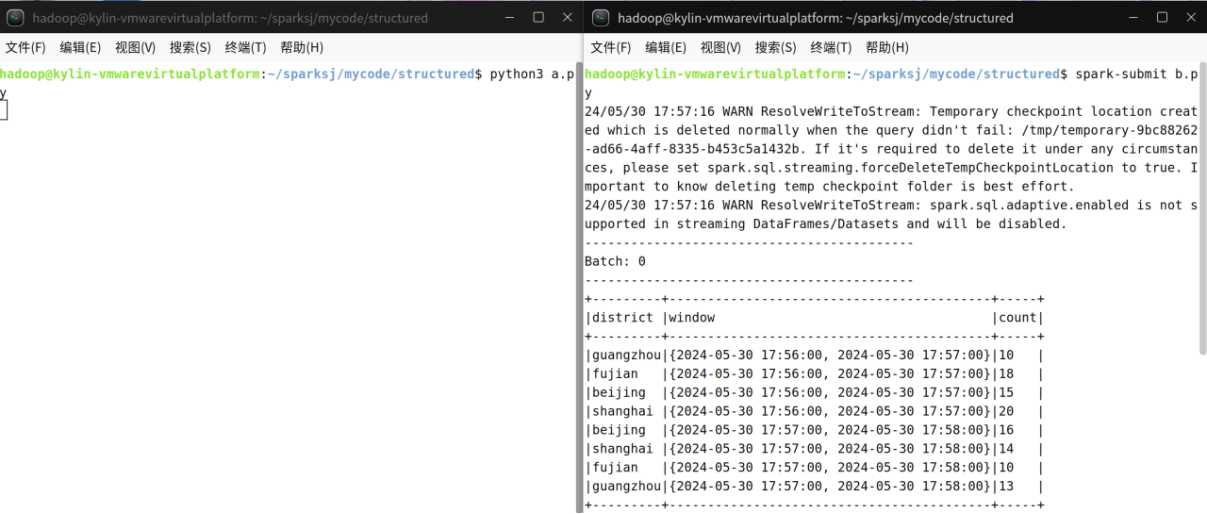 hadoop@kylin-vmwarevirtualplatform: ~/sparksj/mycode/structured
文件(F) 编辑(E) 视图(V) 搜索(S) 终端(T) 帮助(H)
hadoop@kylin-vmwarevirtualplatform:~/sparksj/mycode/structured$ python3 a.p
y
hadoop@kylin-vmwarevirtualplatform: ~/sparksj/mycode/structured
文件(F) 编辑(E) 视图(V) 搜索(S) 终端(T) 帮助(H)
hadoop@kylin-vmwarevirtualplatform:~/sparksj/mycode/structured$ spark-submit b.p
y
24/05/30 17:57:16 WARN ResolveWriteToStream: Temporary checkpoint location creat
ed which is deleted normally when the query didn't fail: /tmp/temporary-9bc88262
-ad66-4aff-8335-b453c5a1432b. If it's required to delete it under any circumstan
ces, please set spark.sql.streaming.forceDeleteTempCheckpointLocation to true. I
mportant to know deleting temp checkpoint folder is best effort.
24/05/30 17:57:16 WARN ResolveWriteToStream: spark.sql.adaptive.enabled is not s
upported in streaming DataFrames/Datasets and will be disabled.
-------------------------------------------
Batch: 0
-------------------------------------------
+---------+------------------------------------------+-----+
|district |window                                    |count|
+---------+------------------------------------------+-----+
|guangzhou|{2024-05-30 17:56:00, 2024-05-30 17:57:00}|10   |
|fujian   |{2024-05-30 17:56:00, 2024-05-30 17:57:00}|18   |
|beijing  |{2024-05-30 17:56:00, 2024-05-30 17:57:00}|15   |
|shanghai |{2024-05-30 17:56:00, 2024-05-30 17:57:00}|20   |
|beijing  |{2024-05-30 17:57:00, 2024-05-30 17:58:00}|16   |
|shanghai |{2024-05-30 17:57:00, 2024-05-30 17:58:00}|14   |
|fujian   |{2024-05-30 17:57:00, 2024-05-30 17:58:00}|10   |
|guangzhou|{2024-05-30 17:57:00, 2024-05-30 17:58:00}|13   |
+---------+------------------------------------------+-----+